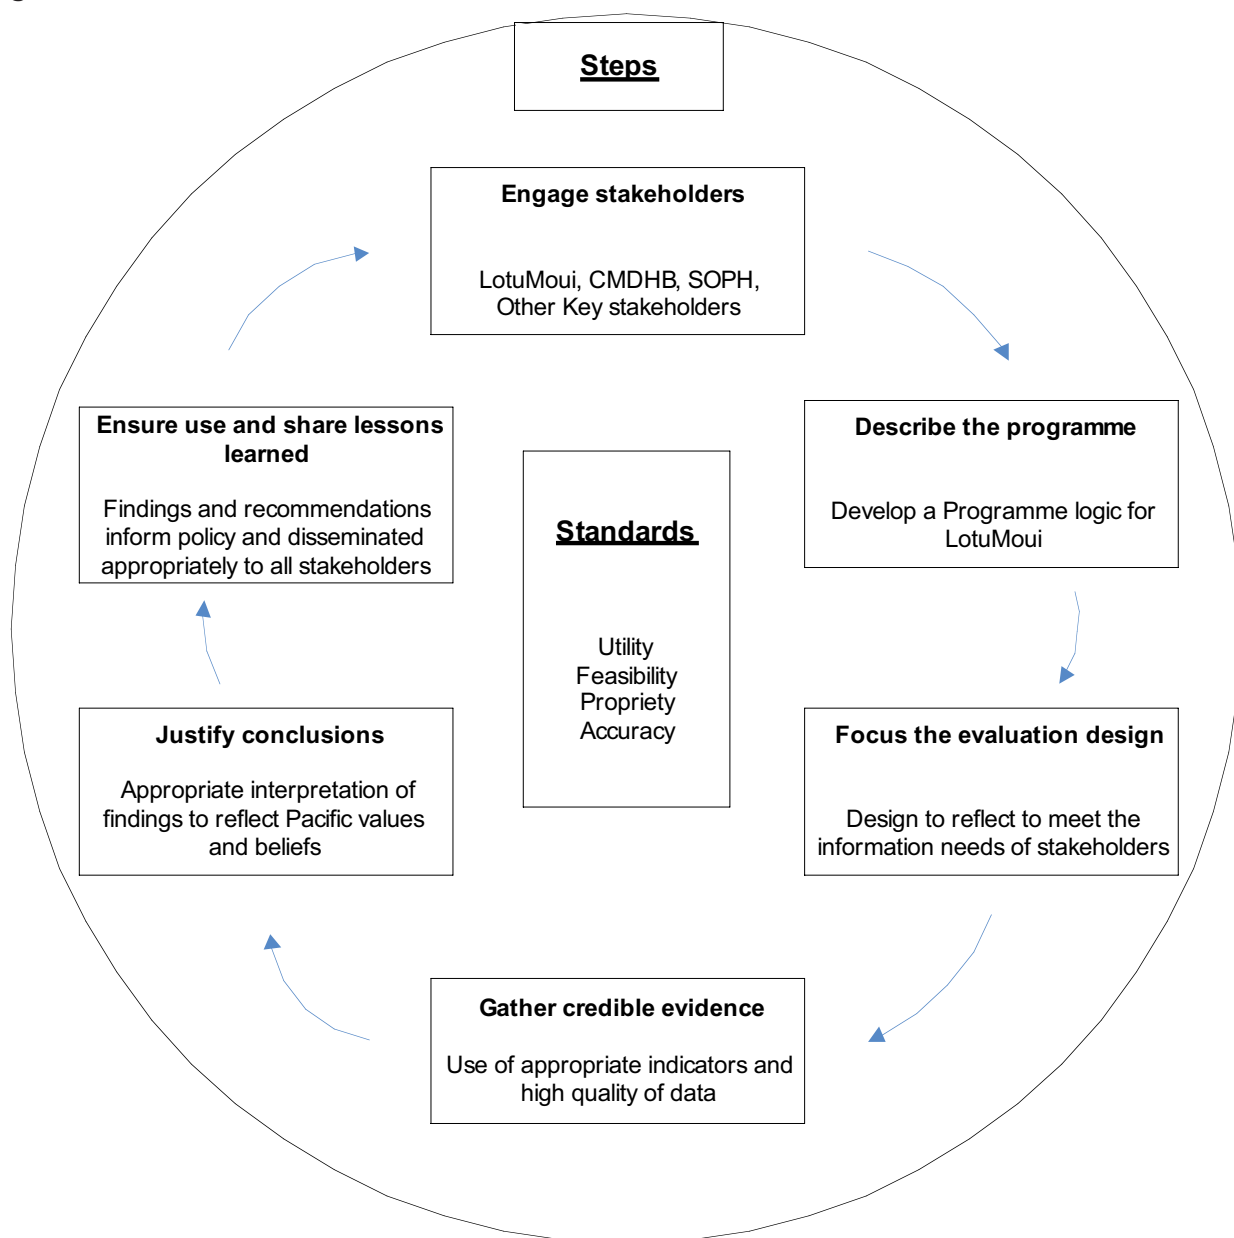 Steps
Engage stakeholders
LotuMoui, CMDHB, SOPH,
Other Key stakeholders
Describe the programme
Develop a Programme logic for
LotuMoui
Focus the evaluation design
Design to reflect to meet the
information needs of stakeholders
Gather credible evidence
Use of appropriate indicators and
high quality of data
Justify conclusions
Appropriate interpretation of
findings to reflect Pacific values
and beliefs
Ensure use and share lessons
learned
Findings and recommendations
inform policy and disseminated
appropriately to all stakeholders
Standards
Utility
Feasibility
Propriety
Accuracy